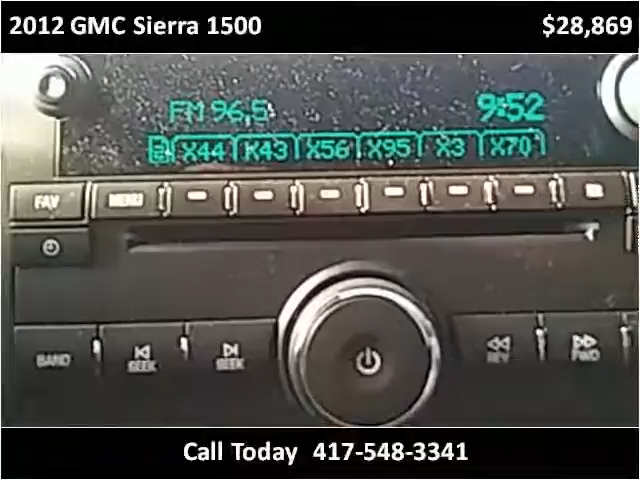 2012 GMC Sierra 1500 $28,869
FM 96.5 9:52
X44 X43 X56 X95 X3 X70
FAV MENU
BAND SEEK SEEK REV FWD
Call Today 417-548-3341